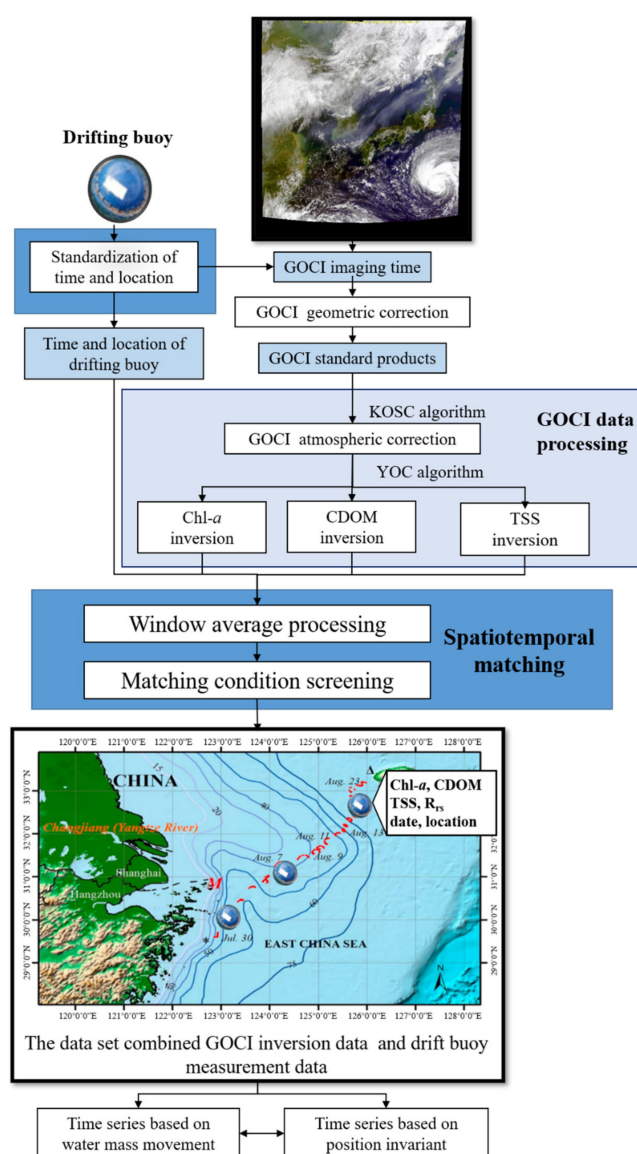 Drifting buoy
Standardization of
time and location
GOCI imaging time
GOCI geometric correction
Time and location of
drifting buoy
GOCI standard products
KOSC algorithm
GOCI data
processing
GOCI atmospheric correction
YOC algorithm
Chl-a
inversion
CDOM
inversion
TSS
inversion
Window average processing
Spatiotemporal
matching
Matching condition screening
120°0'0"E 121°0'0"E 122°0'0"E 123°0'0"E 124°0'0"E 125°0'0"E 126°0'0"E 127°0'0"E 128°0'0"E
CHINA
15
20
40
Aug. 23
Δ
Chl-a, CDOM
TSS, Rrs
date, location
33°0'0"N
Changjiang (Yangtze River)
32°0'0"N
Aug. 11
Aug. 13
Aug. 7
Aug. 9
Shanghai
31°0'0"N
M
Hangzhou
60
30°0'0"N
*
Jul. 30
50
EAST CHINA SEA
75
29°0'0"N
N
120°0'0"E 121°0'0"E 122°0'0"E 123°0'0"E 124°0'0"E 125°0'0"E 126°0'0"E 127°0'0"E 128°0'0"E
The data set combined GOCI inversion data and drift buoy
measurement data
Time series based on
water mass movement
Time series based on
position invariant